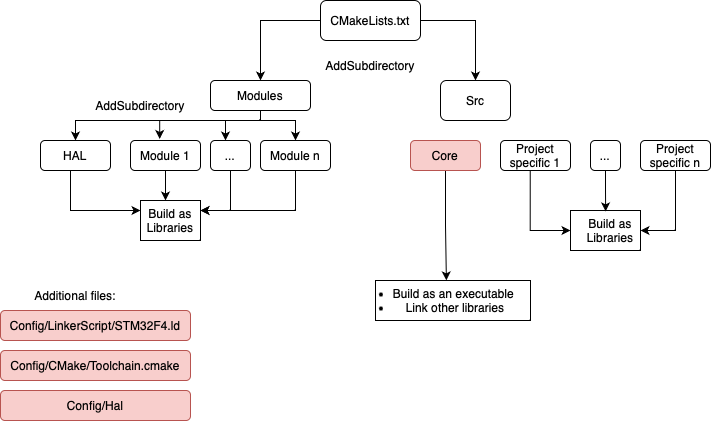 CMakeLists.txt
AddSubdirectory
Modules
Src
AddSubdirectory
HAL
Module 1
...
Module n
Core
Project
specific 1
...
Project
specific n
Build as
Libraries
Build as
Libraries
• Build as an executable
• Link other libraries
Additional files:
Config/LinkerScript/STM32F4.ld
Config/CMake/Toolchain.cmake
Config/Hal